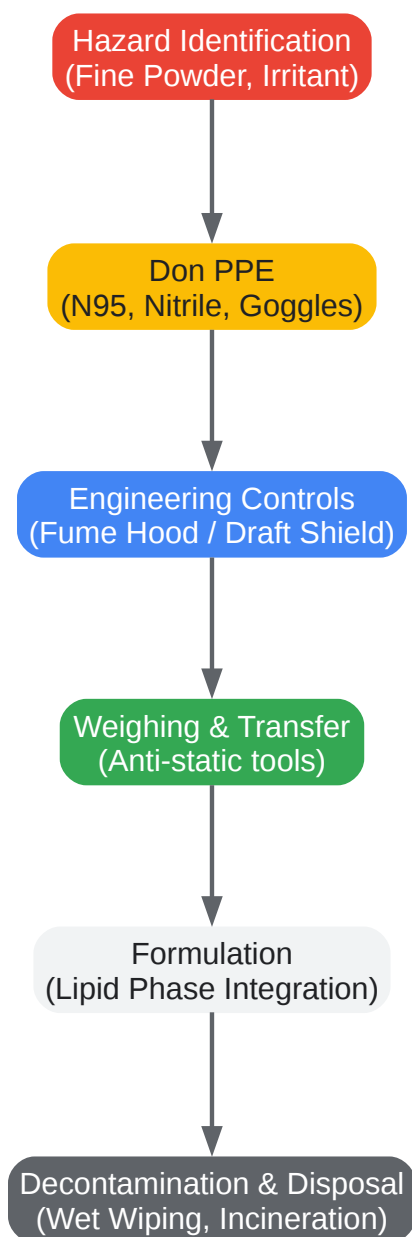 Hazard Identification
(Fine Powder, Irritant)
Don PPE
(N95, Nitrile, Goggles)
Engineering Controls
(Fume Hood / Draft Shield)
Weighing & Transfer
(Anti-static tools)
Formulation
(Lipid Phase Integration)
Decontamination & Disposal
(Wet Wiping, Incineration)